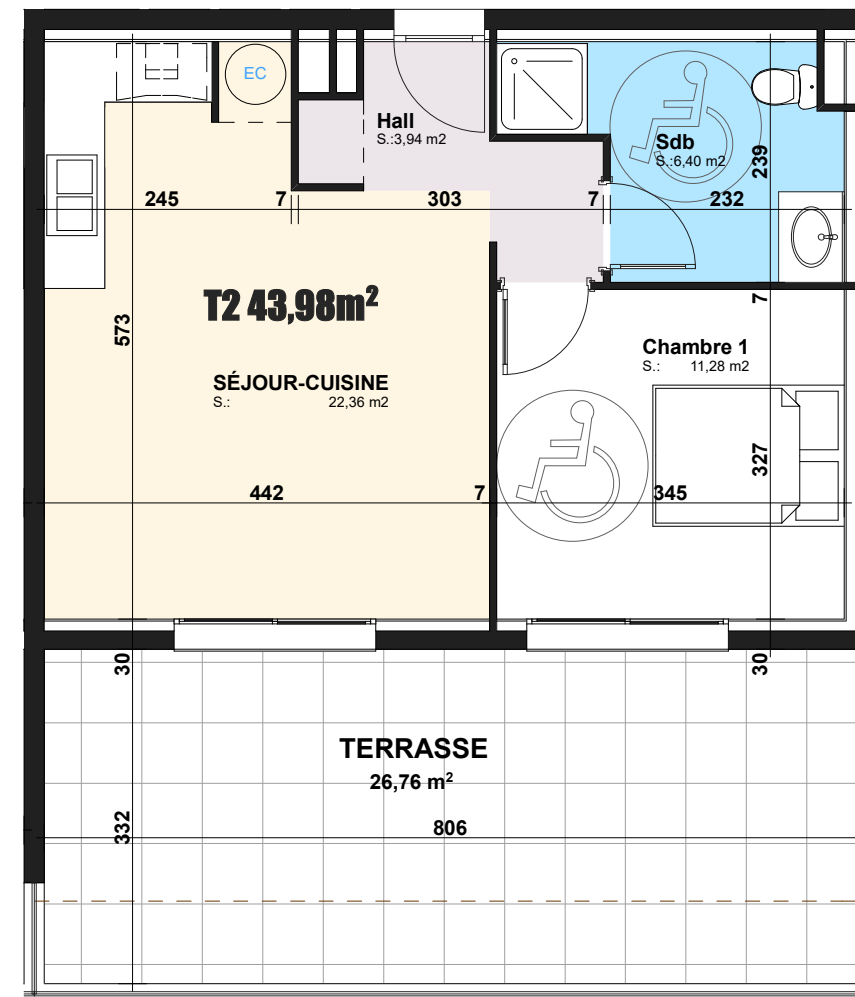 EC
Hall
S.:3,94 m2
Sdb
S.:6,40 m2
239
245
7
303
7
232
T2 43,98m²
573
7
Chambre 1
S.: 11,28 m2
SÉJOUR-CUISINE
S.: 22,36 m2
327
442
7
345
30
30
TERRASSE
26,76 m²
332
806